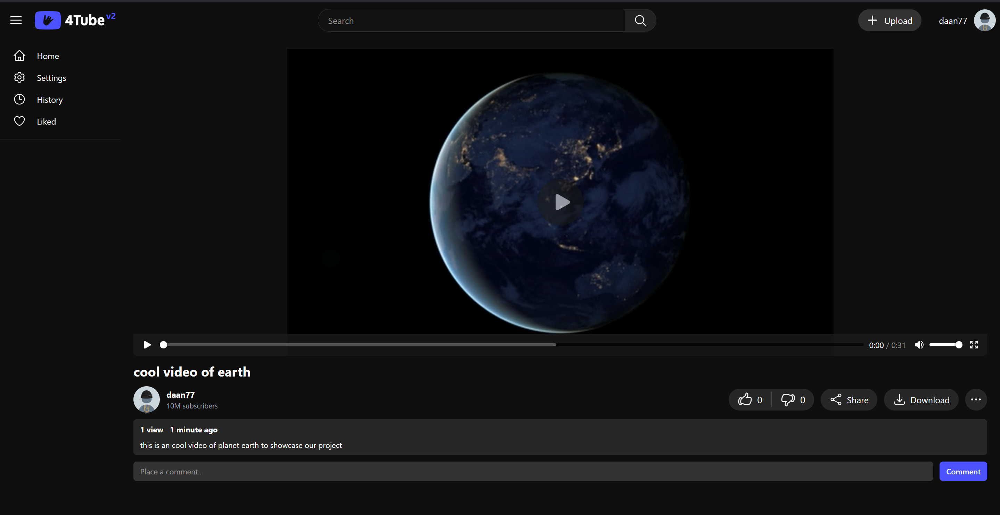 4Tube v2
Search
Upload
daan77
Home
Settings
History
Liked
0:00 / 0:31
cool video of earth
daan77
10M subscribers
0
0
Share
Download
1 view 1 minute ago
this is an cool video of planet earth to showcase our project
Place a comment..
Comment